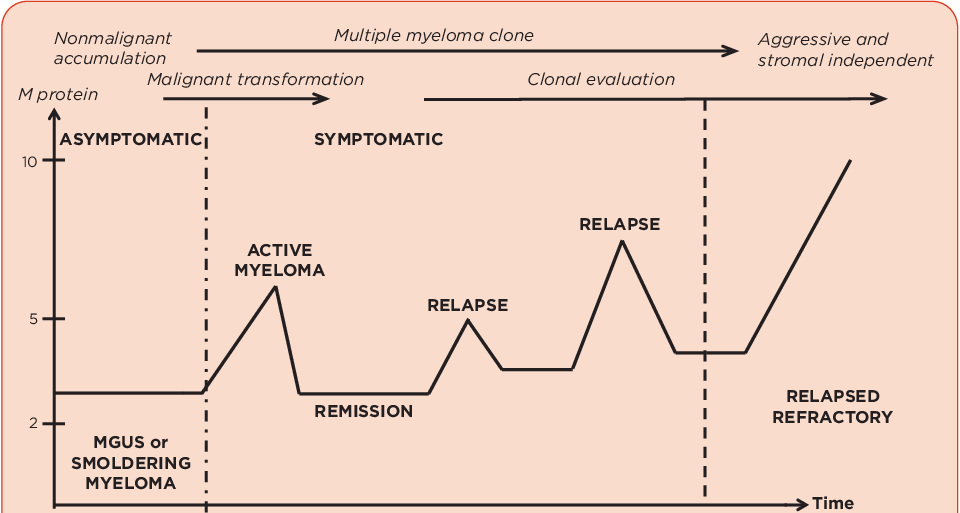 Nonmalignant
accumulation
Multiple myeloma clone
Aggressive and
stromal independent
Malignant transformation
Clonal evaluation
M protein
ASYMPTOMATIC
SYMPTOMATIC
10
RELAPSE
ACTIVE
MYELOMA
RELAPSE
5
RELAPSED
REFRACTORY
REMISSION
2
MGUS or
SMOLDERING
MYELOMA
Time